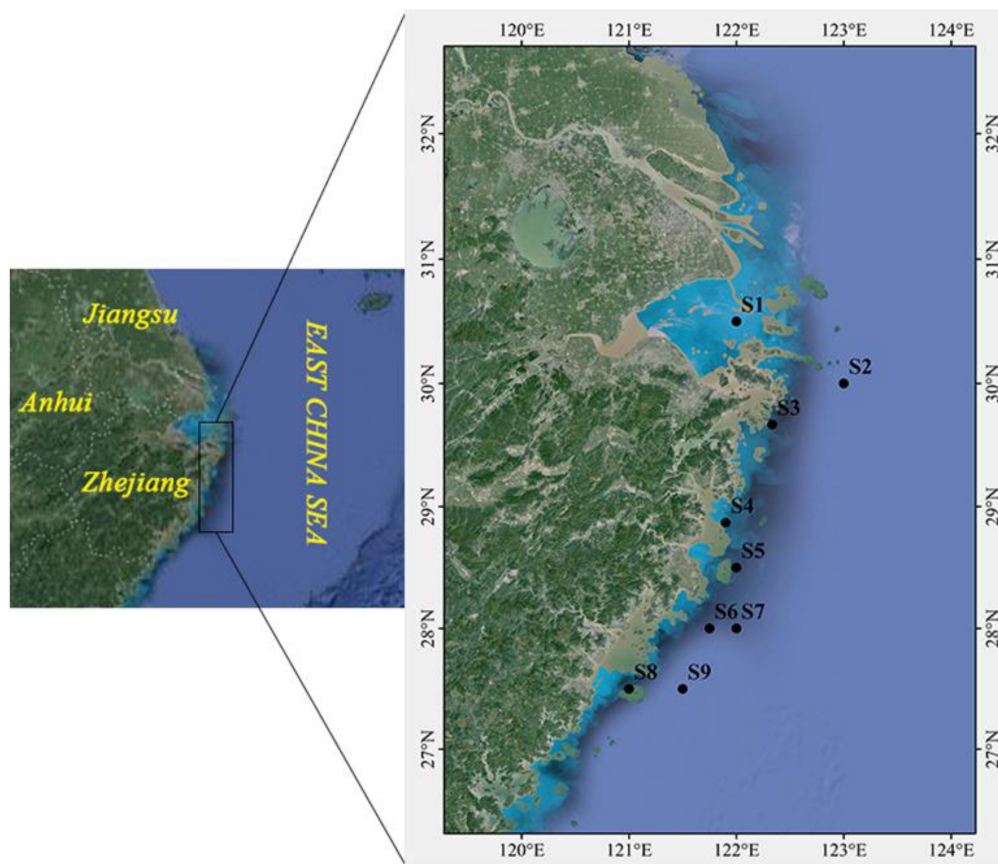 120°E 121°E 122°E 123°E 124°E
32°N 32°N
31°N 31°N
30°N 30°N
29°N 29°N
28°N 28°N
27°N 27°N
120°E 121°E 122°E 123°E 124°E
S1
S2
S3
S4
S5
S6 S7
S8 S9
Jiangsu
Anhui
Zhejiang
EAST CHINA SEA